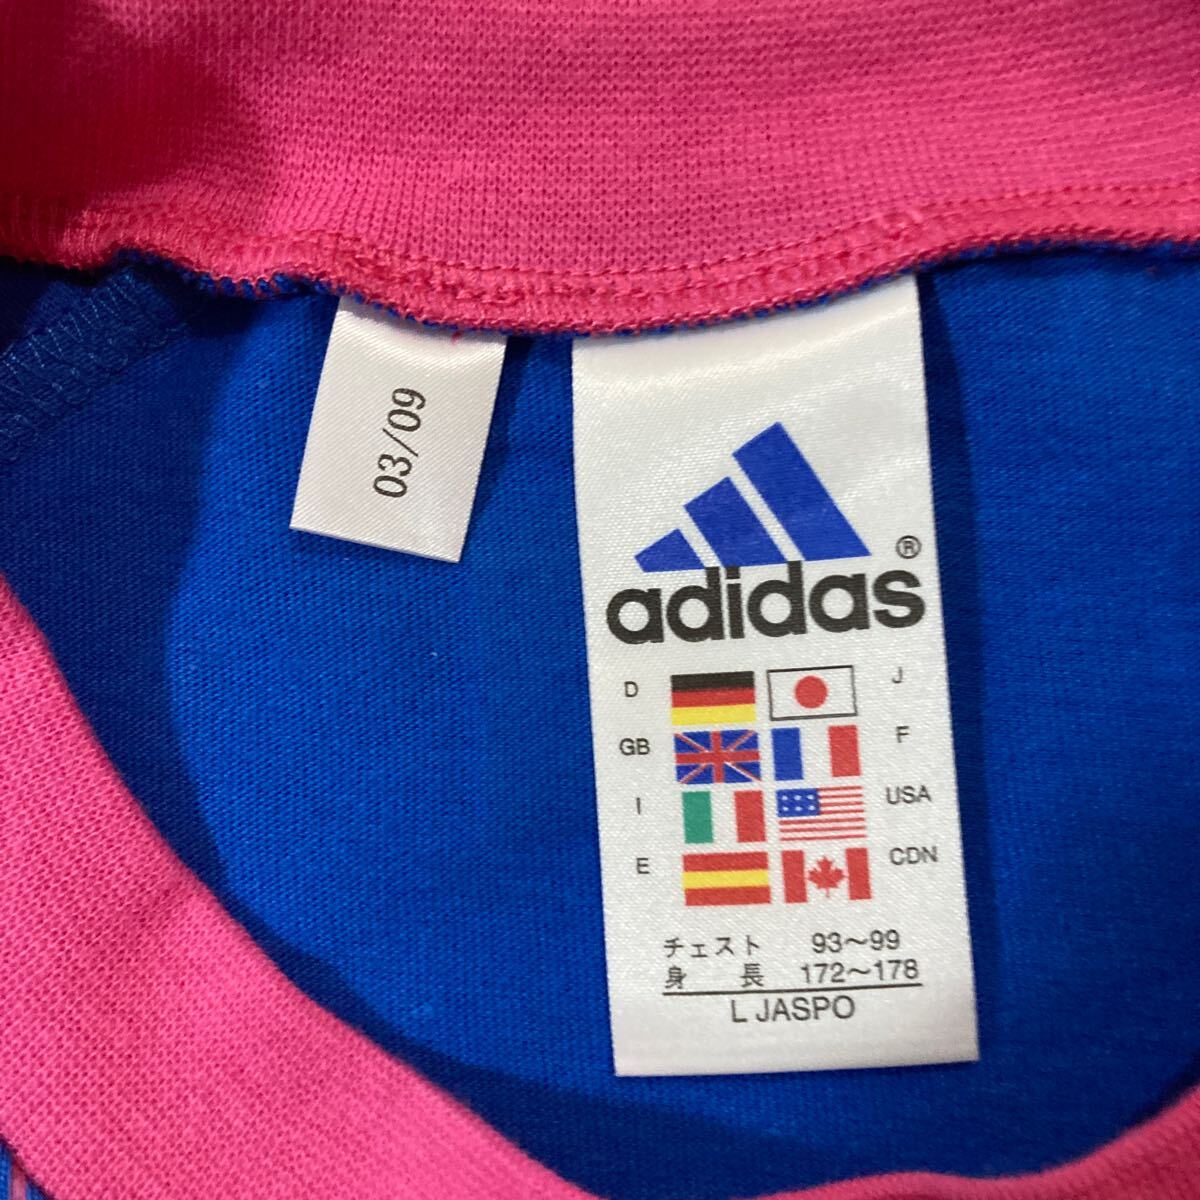 03/09
adidas®
D J
GB F
I USA
E CDN
チェスト 93～99
身長 172～178
L JASPO